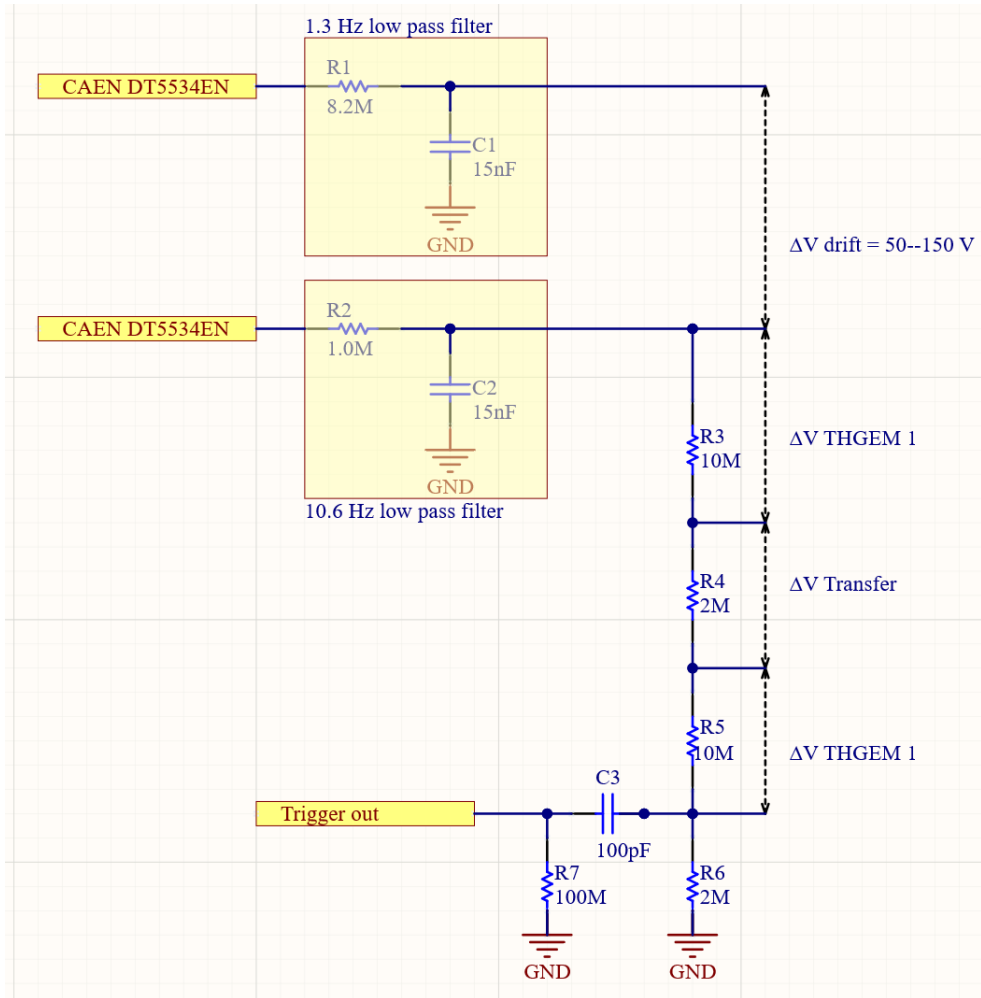 1.3 Hz low pass filter
CAEN DT5534EN
R1
8.2M
C1
15nF
GND
ΔV drift = 50--150 V
CAEN DT5534EN
R2
1.0M
C2
15nF
GND
10.6 Hz low pass filter
R3
10M
ΔV THGEM 1
R4
2M
ΔV Transfer
R5
10M
ΔV THGEM 1
Trigger out
C3
100pF
R7
100M
GND
R6
2M
GND